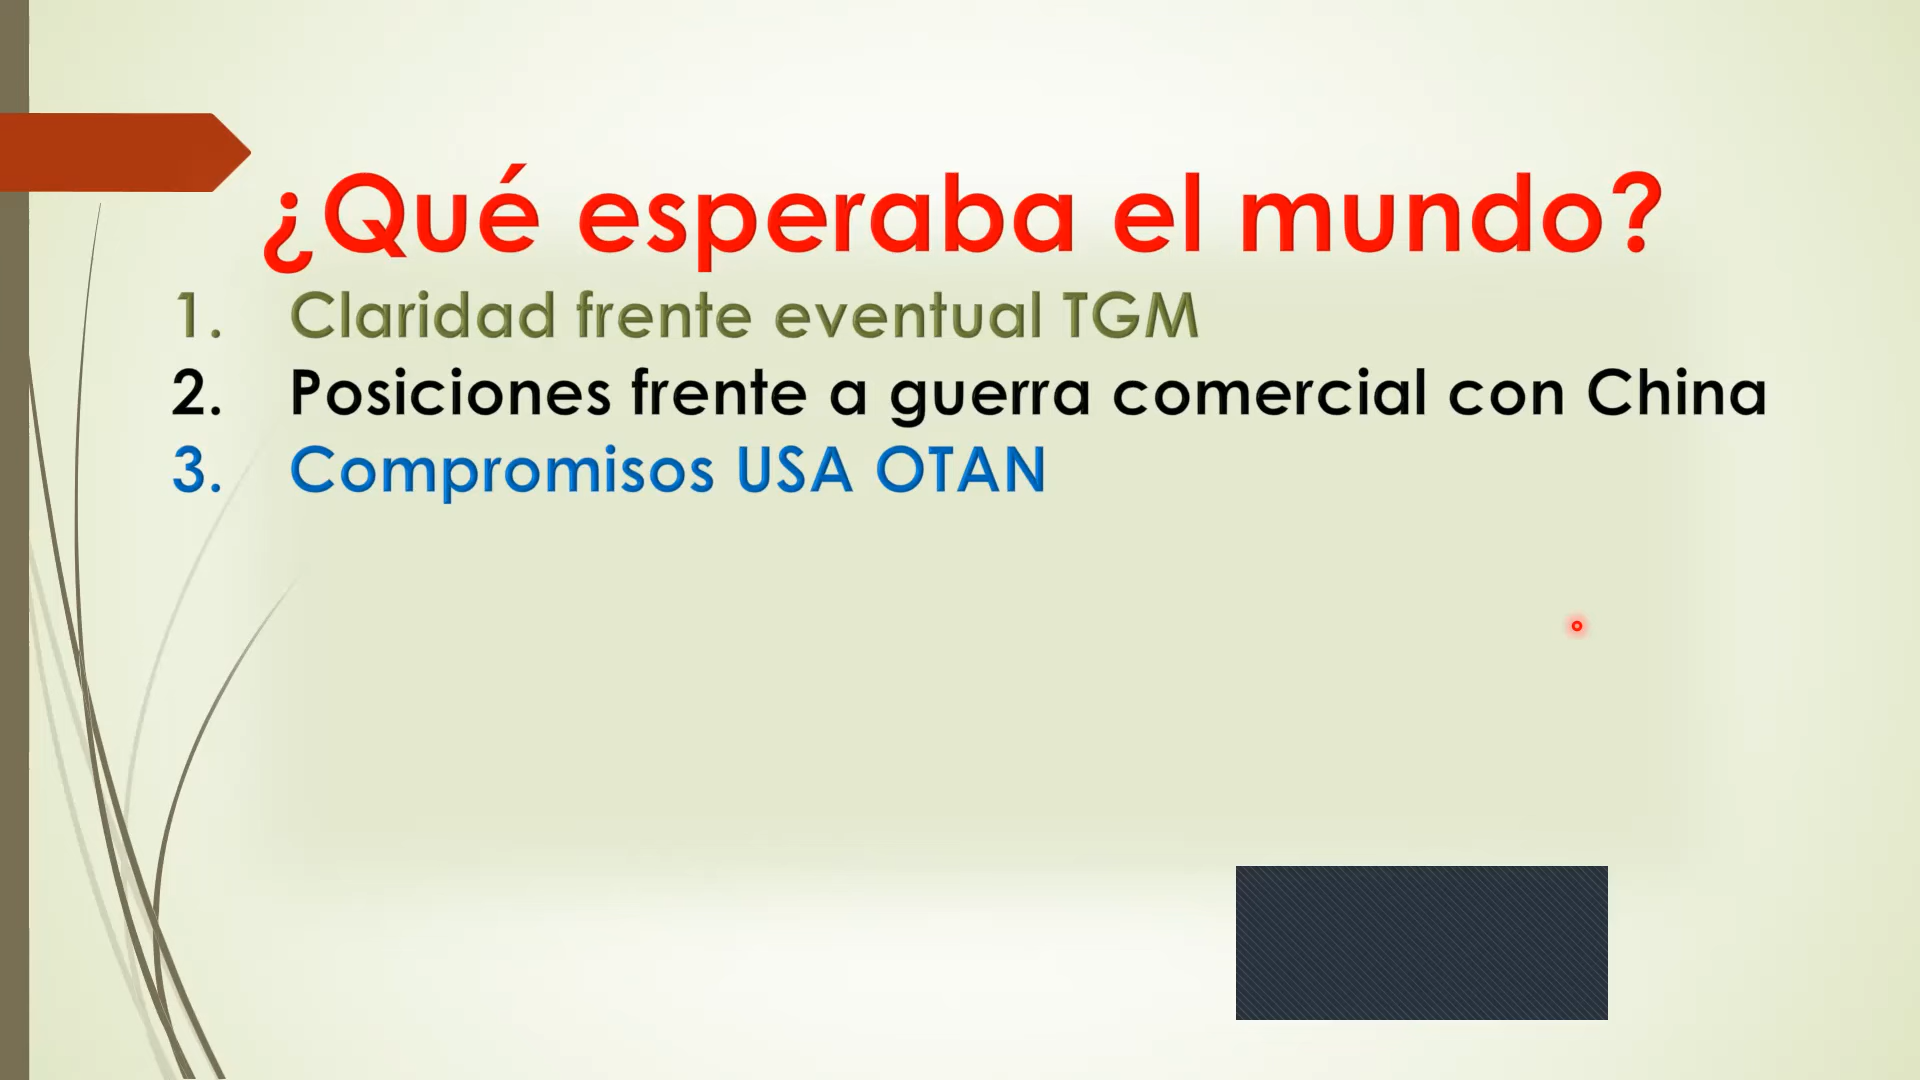 ¿Qué esperaba el mundo?
1. Claridad frente eventual TGM
2. Posiciones frente a guerra comercial con China
3. Compromisos USA OTAN